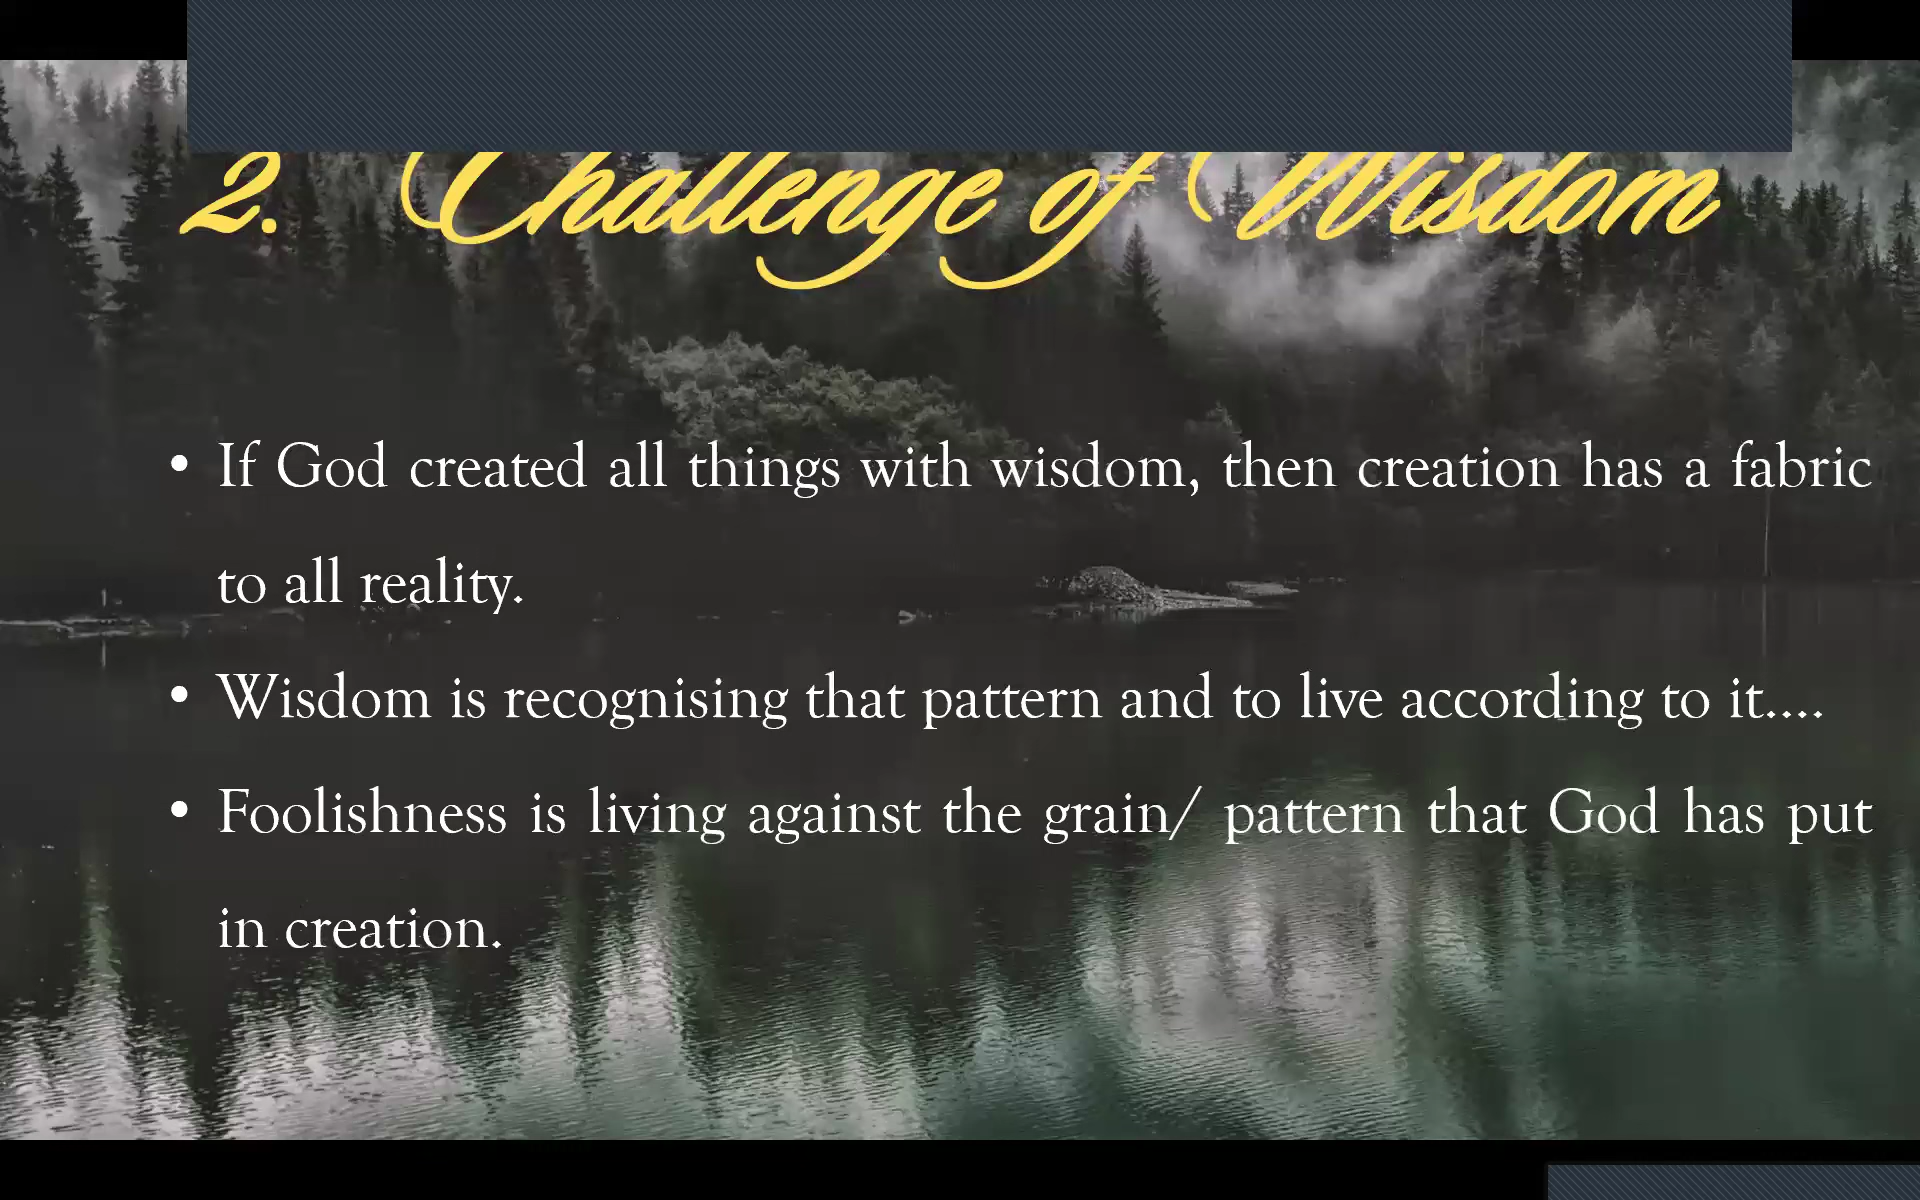 2. Challenge of Wisdom
• If God created all things with wisdom, then creation has a fabric
to all reality.
• Wisdom is recognising that pattern and to live according to it....
• Foolishness is living against the grain/ pattern that God has put
in creation.